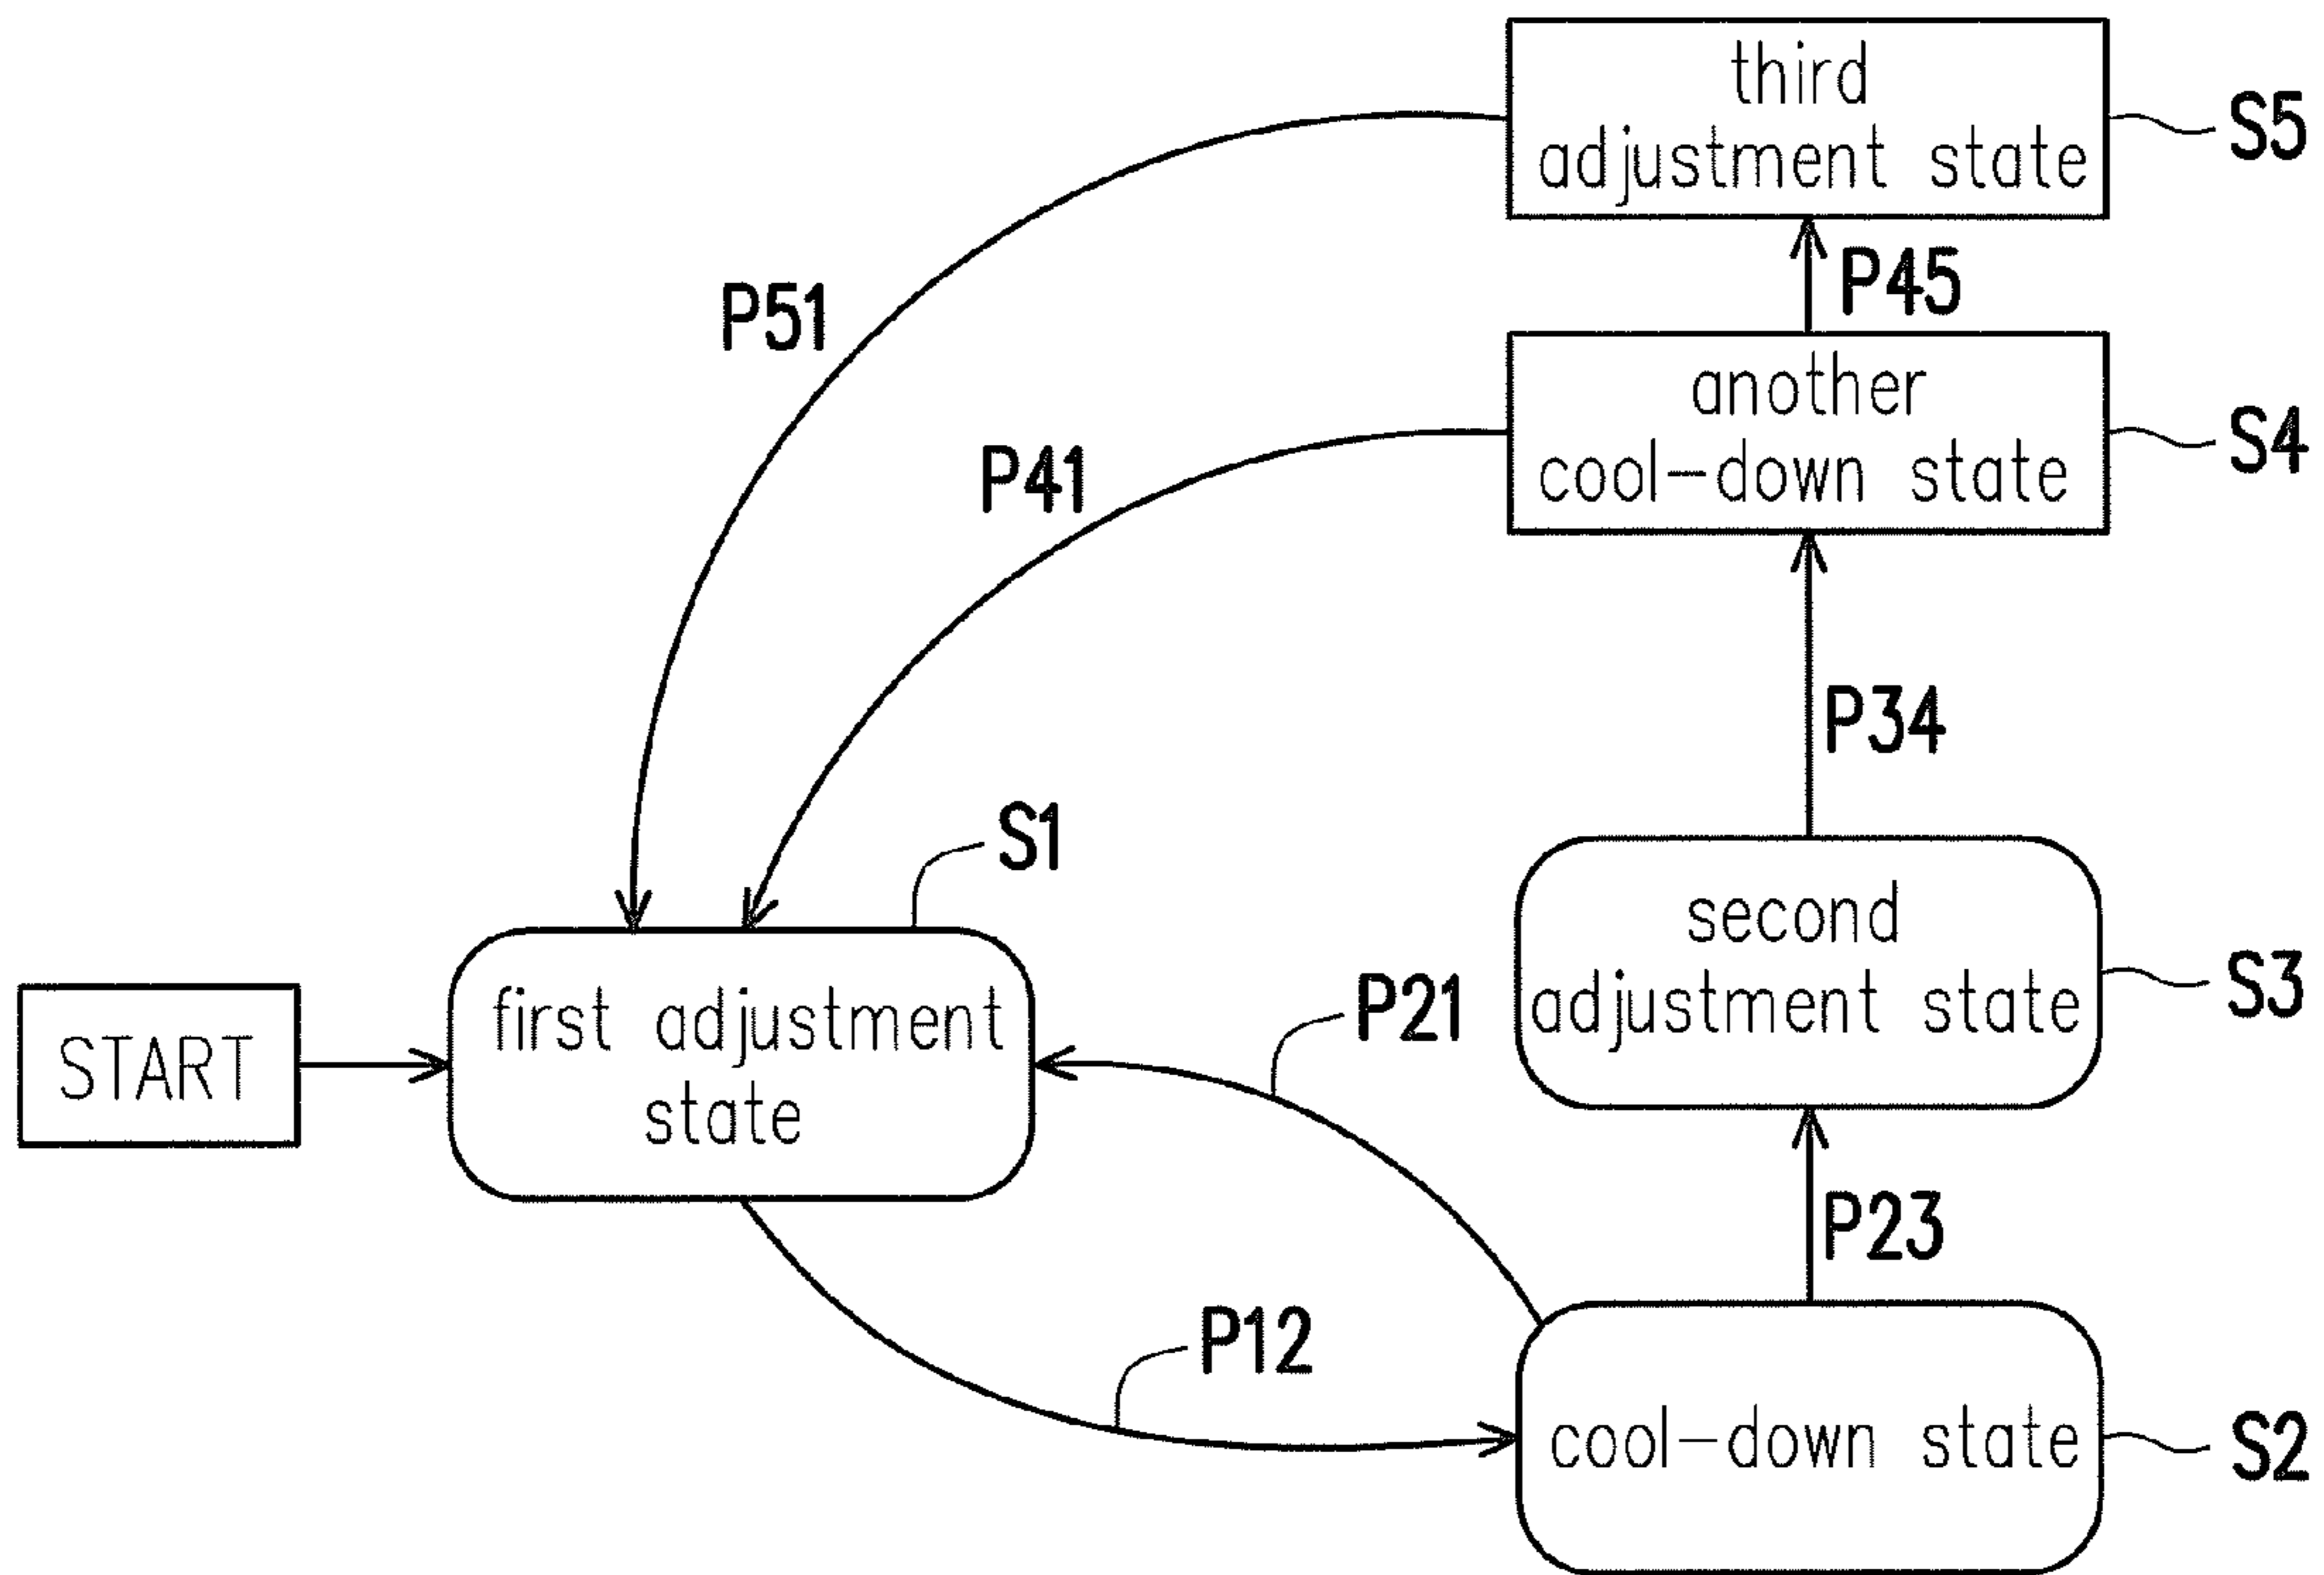 third
adjustment state
S5
P45
P51
another
cool-down state
S4
P41
P34
S1
second
adjustment state
S3
first adjustment
state
START
P21
P23
P12
cool-down state
S2